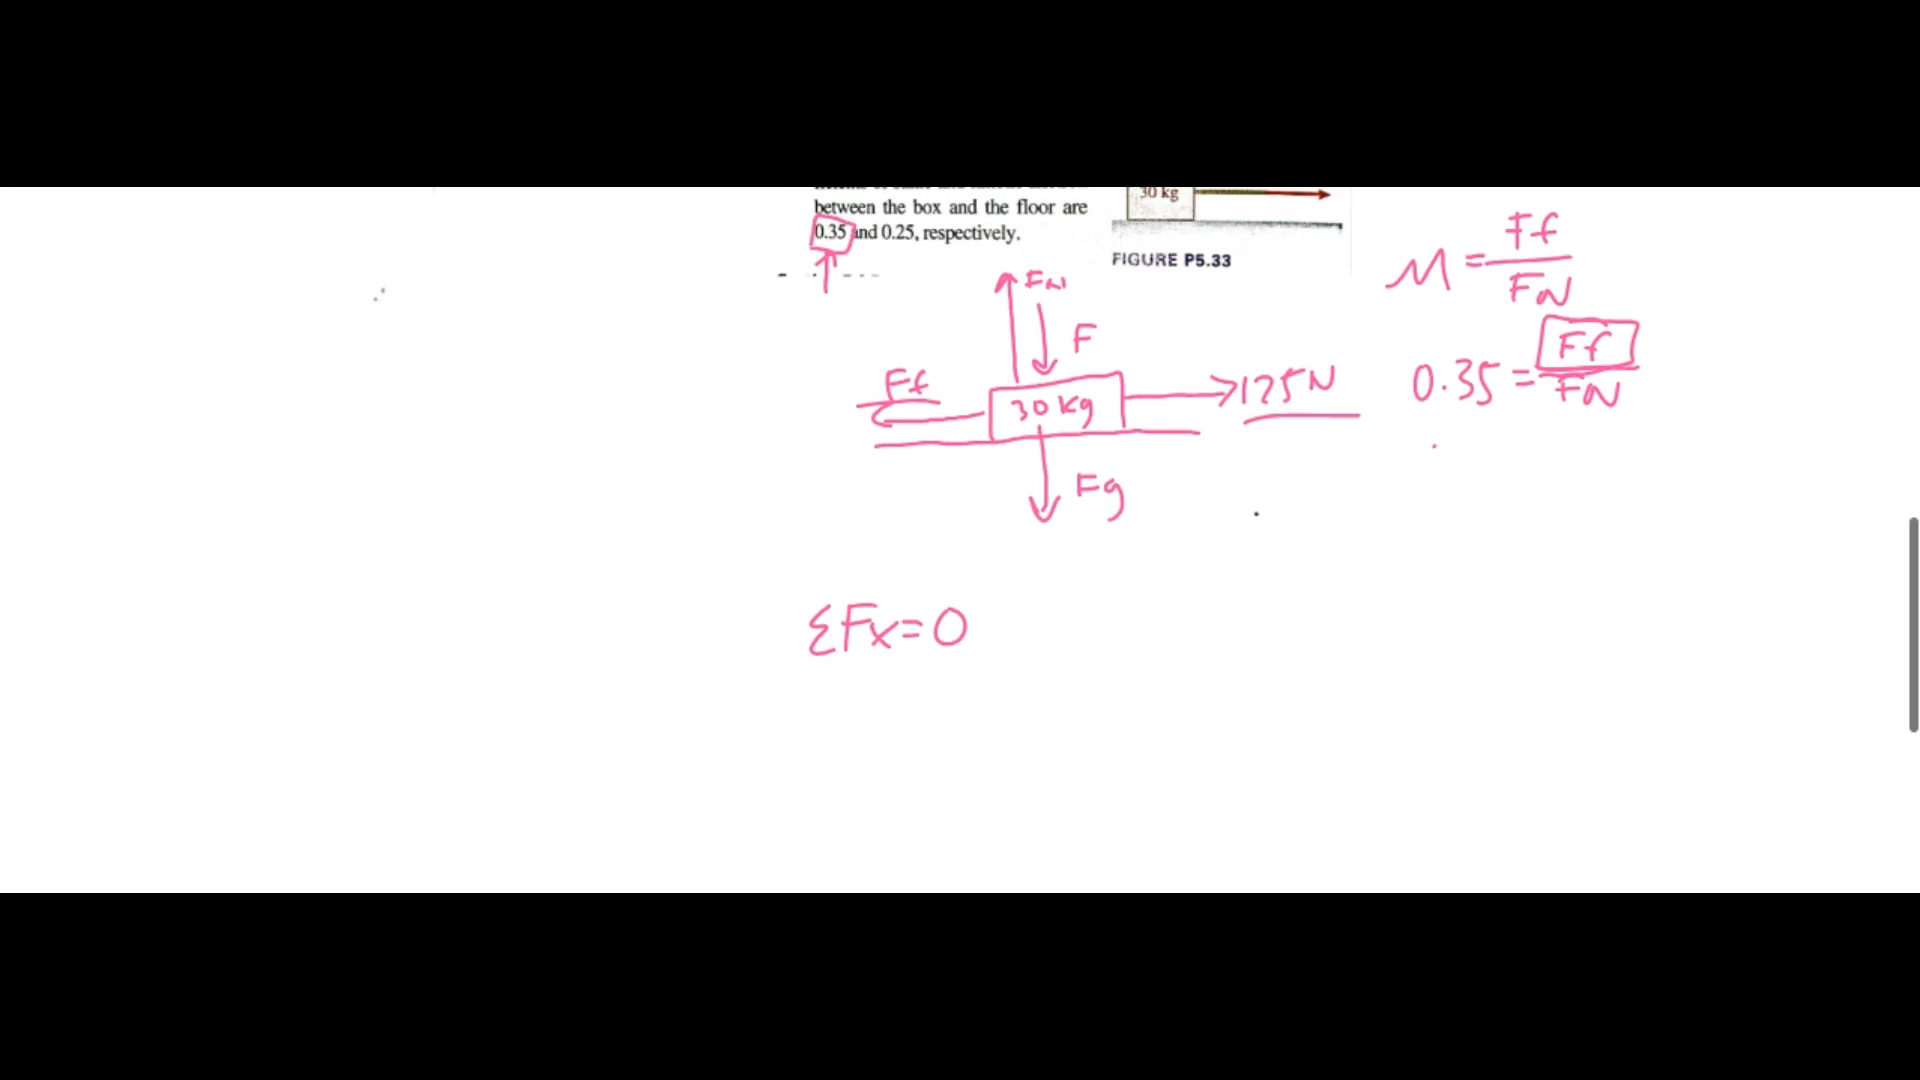 30 kg
between the box and the floor are
0.35 and 0.25, respectively.
FIGURE P5.33
FN
F
Ff
30 kg
125N
Fg
M = Ff / FN
0.35 = Ff / FN
ΣFx=0